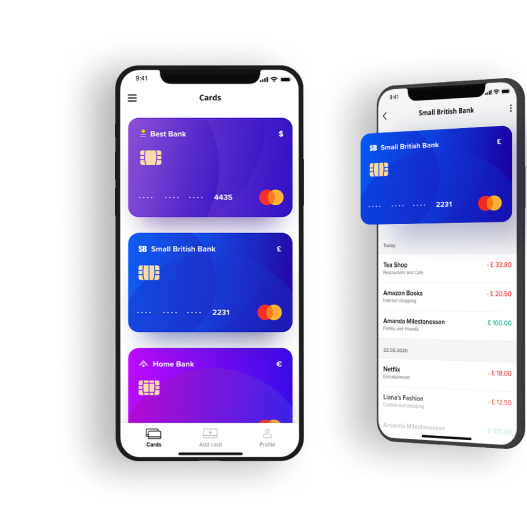 9:41
Cards
Best Bank $
4435
SB Small British Bank £
2231
Home Bank €
Cards Add card Profile
9:41
Small British Bank
SB Small British Bank £
2231
Today
Tea Shop - £ 33.80
Restaurants and Café
Amazon Books - £ 20.50
Internet shopping
Amanda Milestonesson £ 100.00
Family and friends
22.03.2020
Netflix - £ 18.00
Entertainment
Liana's Fashion - £ 12.50
Clothes and shopping
Amanda Milestonesson £ 100.00